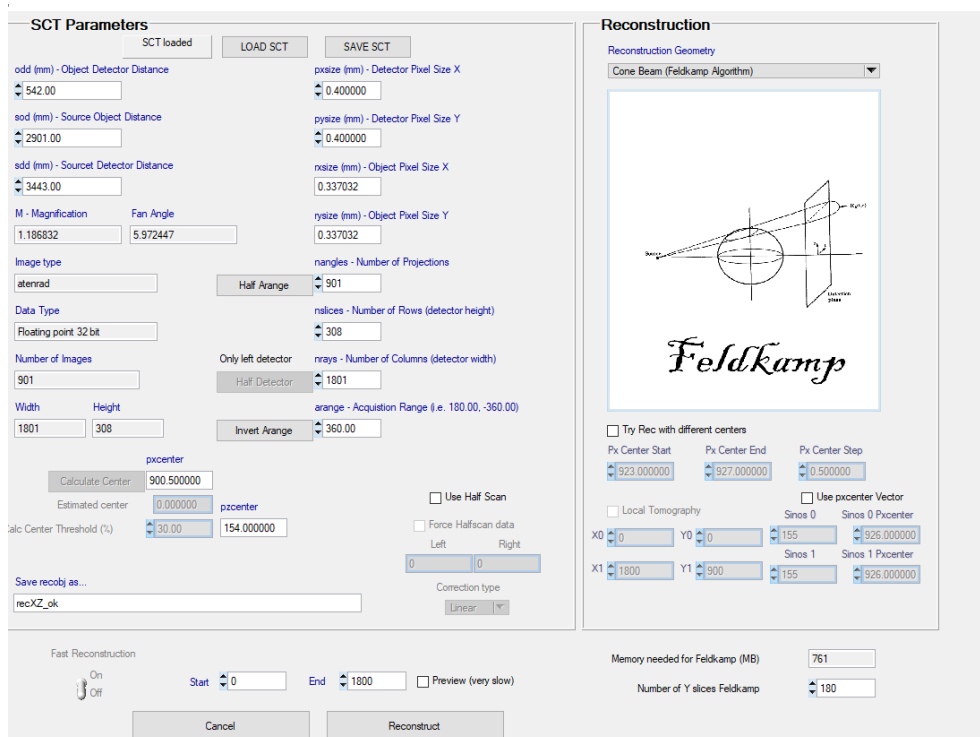 SCT Parameters
SCT loaded
LOAD SCT
SAVE SCT
odd (mm) - Object Detector Distance
542.00
sod (mm) - Source Object Distance
2901.00
sdd (mm) - Sourcet Detector Distance
3443.00
M - Magnification
Fan Angle
1.186832
5.972447
Image type
atenrad
Data Type
Floating point 32 bit
Number of Images
901
Width
Height
1801
308
pxsize (mm) - Detector Pixel Size X
0.400000
pysize (mm) - Detector Pixel Size Y
0.400000
rxsize (mm) - Object Pixel Size X
0.337032
rysize (mm) - Object Pixel Size Y
0.337032
nangles - Number of Projections
Half Arange
901
nslices - Number of Rows (detector height)
308
Only left detector
nrays - Number of Columns (detector width)
Half Detector
1801
arange - Acquistion Range (i.e. 180.00, -360.00)
Invert Arange
360.00
pxcenter
Calculate Center
900.500000
Estimated center
0.000000
pzcenter
Calc Center Threshold (%)
30.00
154.000000
Use Half Scan
Force Halfscan data
Left
Right
0
0
Correction type
Linear
Save recobj as...
recXZ_ok
Reconstruction
Reconstruction Geometry
Cone Beam (Feldkamp Algorithm)
Source
Feldkamp
Try Rec with different centers
Px Center Start
Px Center End
Px Center Step
923.000000
927.000000
0.500000
Use pxcenter Vector
Local Tomography
Sinos 0
Sinos 0 Pxcenter
X0
0
Y0
0
155
926.000000
Sinos 1
Sinos 1 Pxcenter
X1
1800
Y1
900
155
926.000000
Fast Reconstruction
On
Off
Start
0
End
1800
Preview (very slow)
Memory needed for Feldkamp (MB)
761
Number of Y slices Feldkamp
180
Cancel
Reconstruct